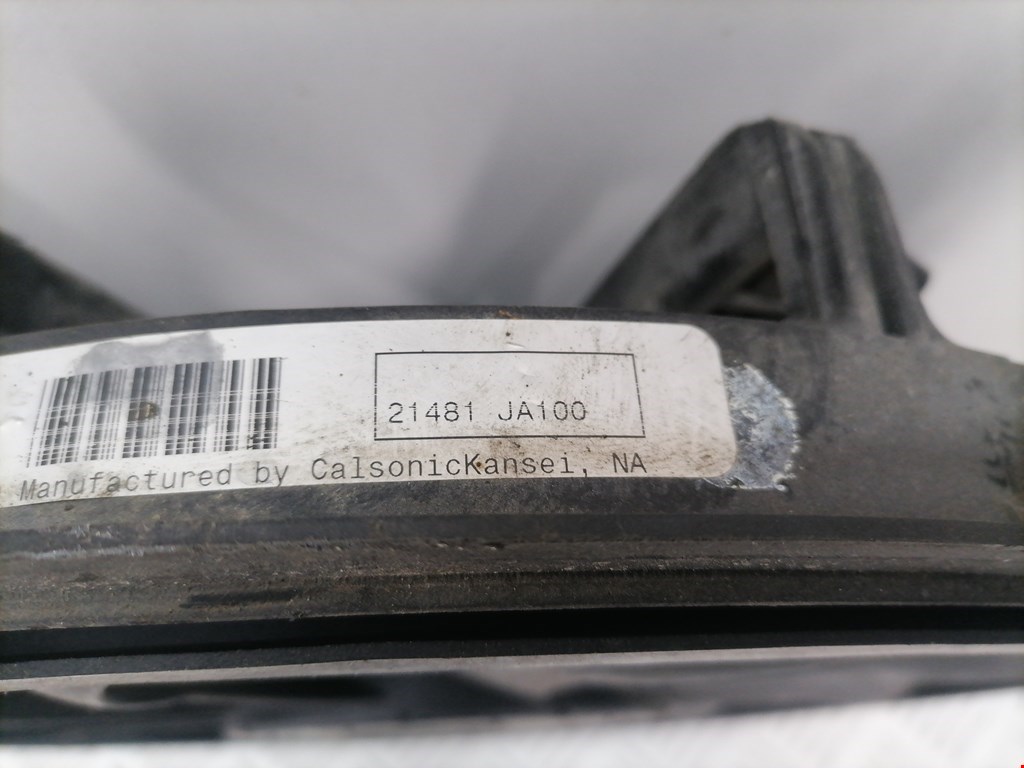 21481 JA100
Manufactured by CalsonicKansei, NA